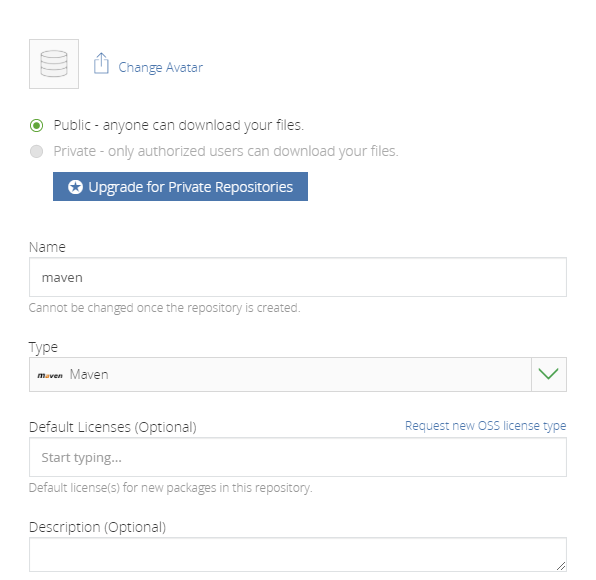 Change Avatar
Public - anyone can download your files.
Private - only authorized users can download your files.
Upgrade for Private Repositories
Name
maven
Cannot be changed once the repository is created.
Type
maven Maven
Default Licenses (Optional) Request new OSS license type
Start typing...
Default license(s) for new packages in this repository.
Description (Optional)